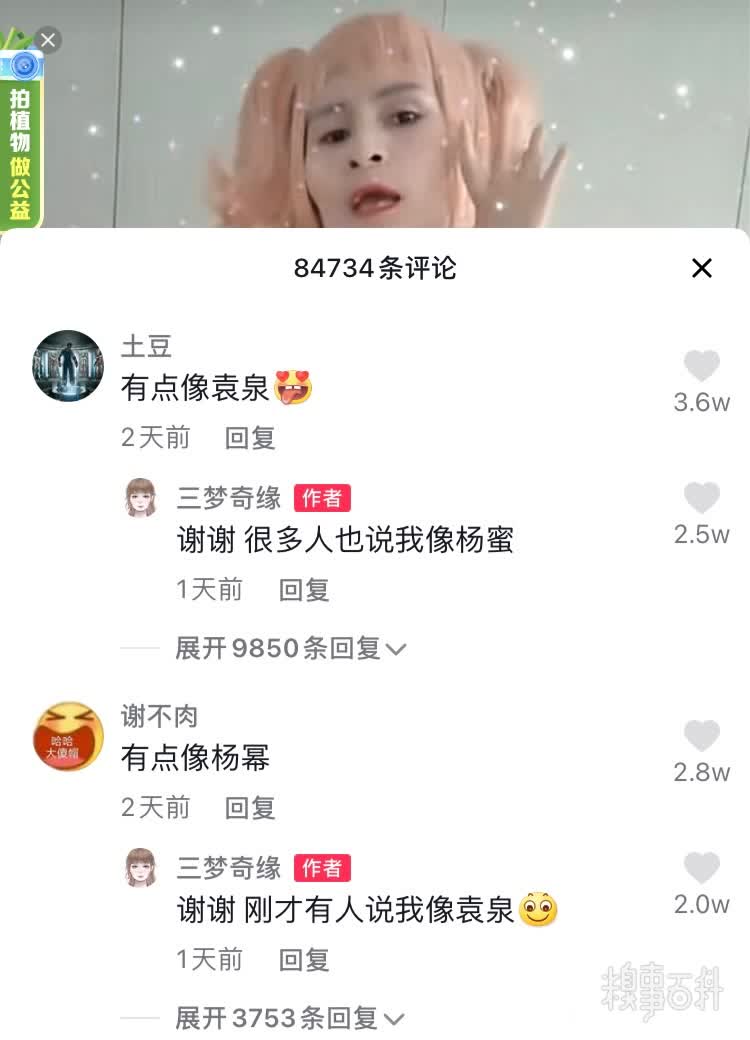 拍植物做公益
84734条评论
土豆
有点像袁泉
3.6w
2天前 回复
三梦奇缘 作者
谢谢 很多人也说我像杨蜜
2.5w
1天前 回复
展开9850条回复
谢不肉
哈哈
大傻帽
有点像杨幂
2.8w
2天前 回复
三梦奇缘 作者
谢谢 刚才有人说我像袁泉
2.0w
1天前 回复
糗事百科
展开3753条回复